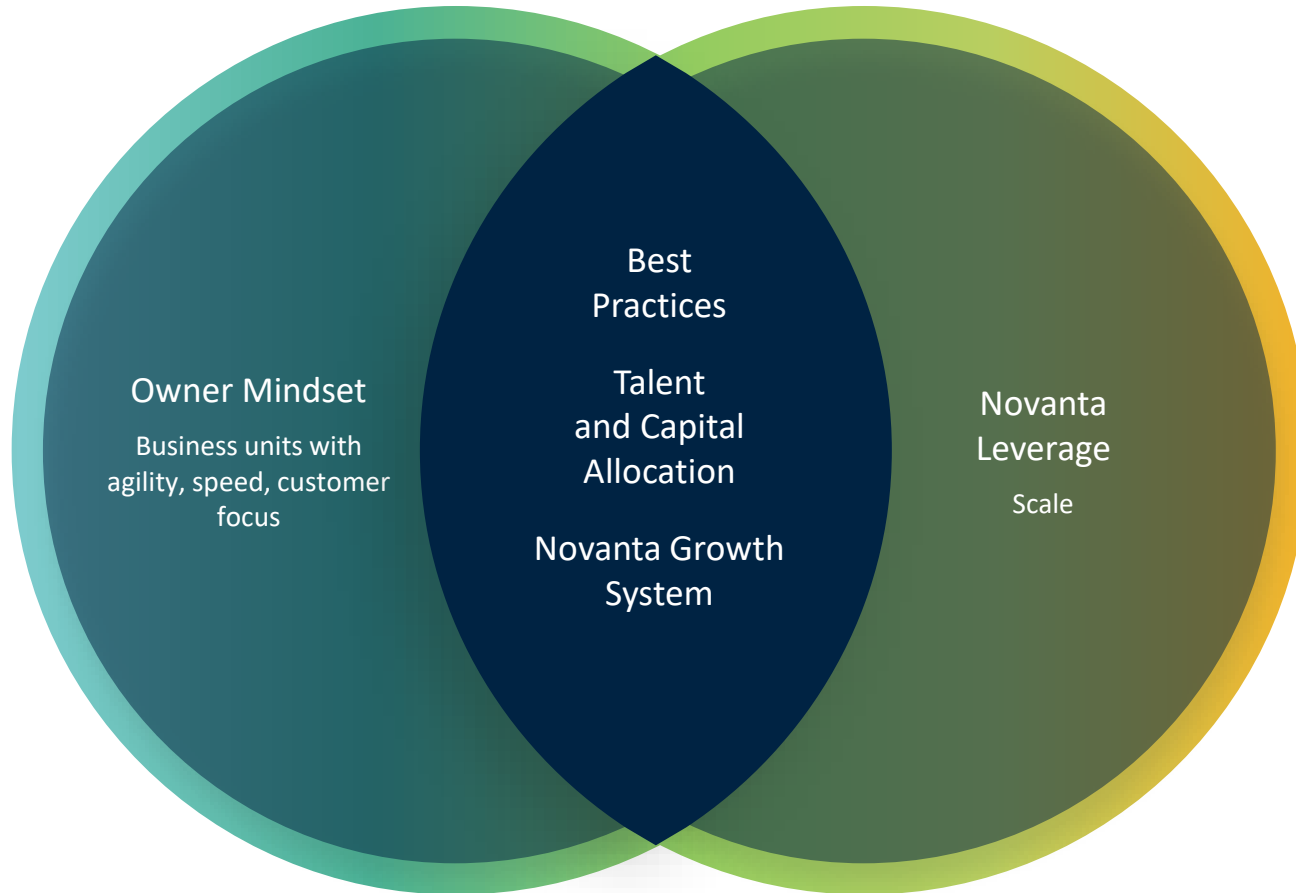 Owner Mindset
Business units with
agility, speed, customer
focus
Best
Practices
Talent
and Capital
Allocation
Novanta Growth
System
Novanta
Leverage
Scale